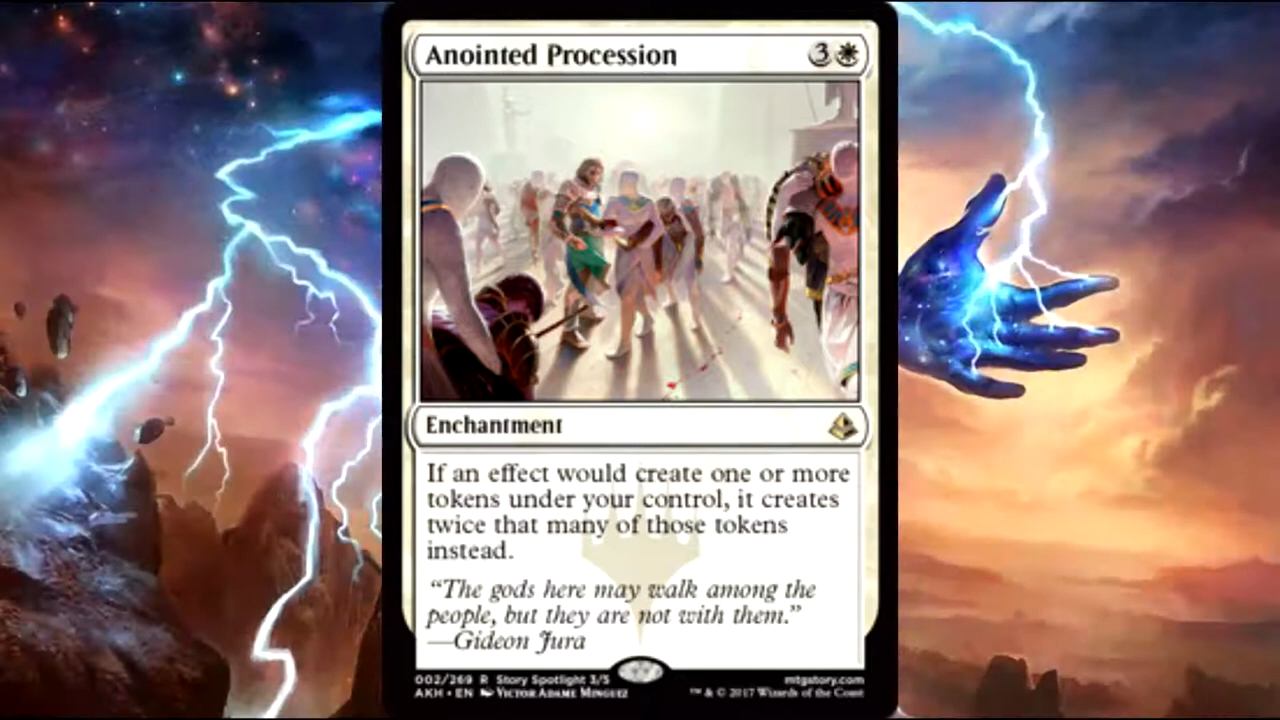 Anointed Procession 3
Enchantment
If an effect would create one or more
tokens under your control, it creates
twice that many of those tokens
instead.
“The gods here may walk among the
people, but they are not with them.”
—Gideon Jura
002/269 R Story Spotlight 3/5 mtgstory.com
AKH • EN Victor Adame Minguez ™ & © 2017 Wizards of the Coast